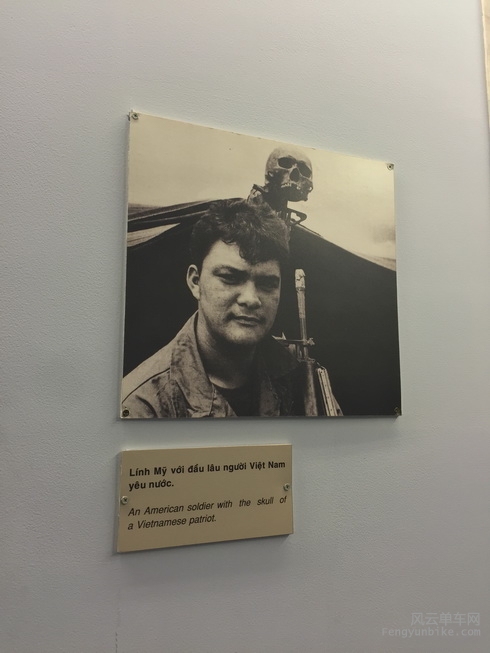 Lính Mỹ với đầu lâu người Việt Nam
yêu nước.
An American soldier with the skull of
a Vietnamese patriot.
风云单车网
Fengyunbike.com